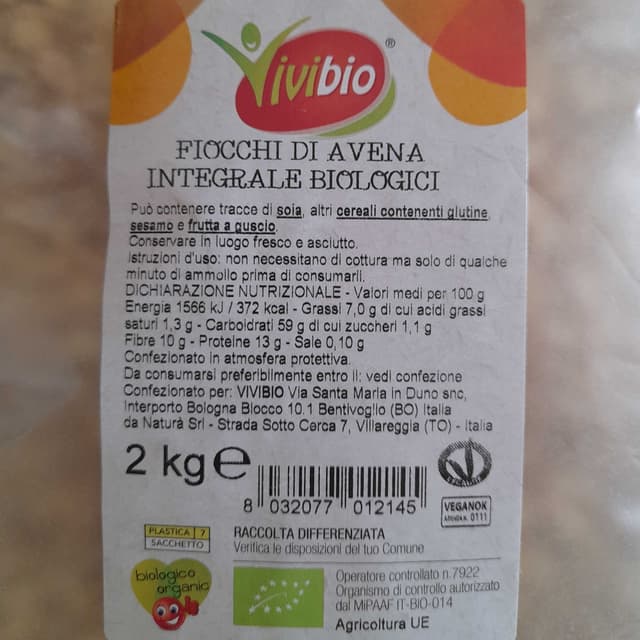 Vivibio®
FIOCCHI DI AVENA
INTEGRALE BIOLOGICI
Può contenere tracce di soia, altri cereali contenenti glutine,
sesamo e frutta a guscio.
Conservare in luogo fresco e asciutto.
Istruzioni d'uso: non necessitano di cottura ma solo di qualche
minuto di ammollo prima di consumarli.
DICHIARAZIONE NUTRIZIONALE - Valori medi per 100 g
Energia 1566 kJ / 372 kcal - Grassi 7,0 g di cui acidi grassi
saturi 1,3 g - Carboidrati 59 g di cui zuccheri 1,1 g
Fibre 10 g - Proteine 13 g - Sale 0,10 g
Confezionato in atmosfera protettiva.
Da consumarsi preferibilmente entro il: vedi confezione
Confezionato per: VIVIBIO Via Santa Maria in Duno snc,
Interporto Bologna Blocco 10.1 Bentivoglio (BO) Italia
da Naturà Srl - Strada Sotto Cerca 7, Villareggia (TO) - Italia
2 kg e
8 032077 012145
VEGANOK
0111
PLASTICA 7
SACCHETTO
RACCOLTA DIFFERENZIATA
Verifica le disposizioni del tuo Comune
biologico
organic
Operatore controllato n.7922
Organismo di controllo autorizzato
dal MiPAAF IT-BIO-014
Agricoltura UE